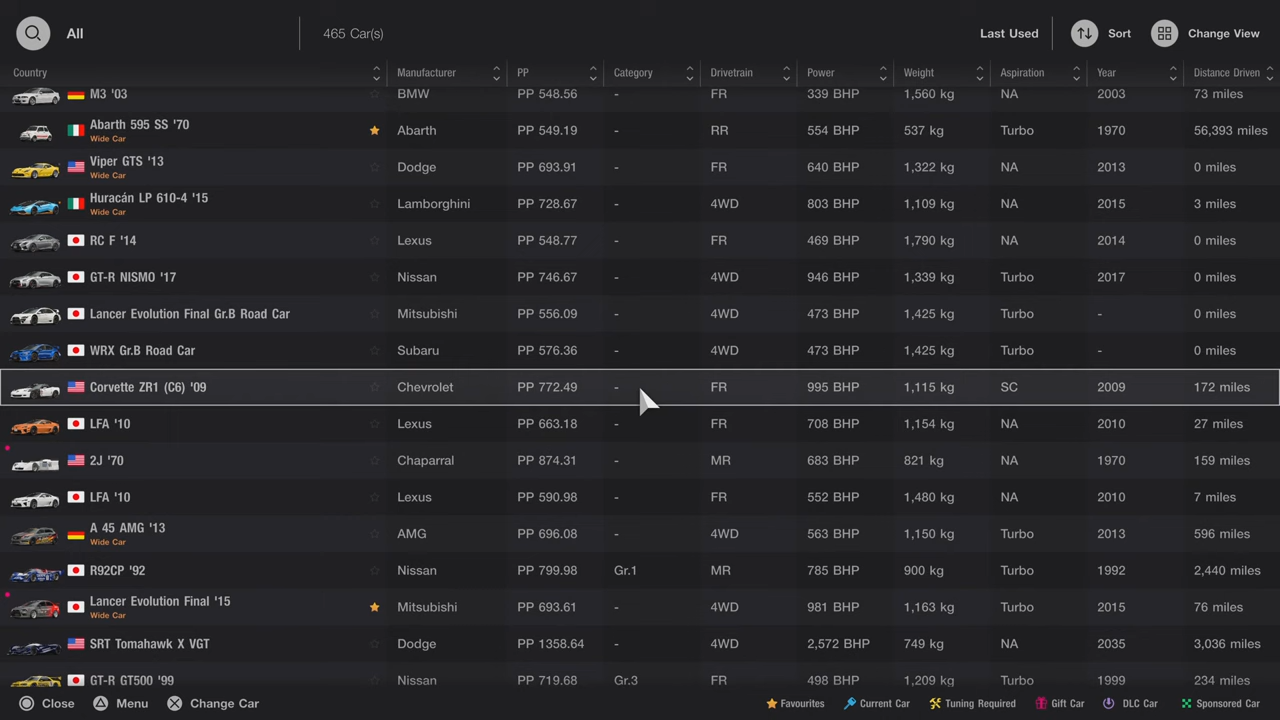 All 465 Car(s) Last Used Sort Change View
Country Manufacturer PP Category Drivetrain Power Weight Aspiration Year Distance Driven
M3 '03 BMW PP 548.56 - FR 339 BHP 1,560 kg NA 2003 73 miles
Abarth 595 SS '70 Abarth PP 549.19 - RR 554 BHP 537 kg Turbo 1970 56,393 miles
Wide Car
Viper GTS '13 Dodge PP 693.91 - FR 640 BHP 1,322 kg NA 2013 0 miles
Wide Car
Huracán LP 610-4 '15 Lamborghini PP 728.67 - 4WD 803 BHP 1,109 kg NA 2015 3 miles
Wide Car
RC F '14 Lexus PP 548.77 - FR 469 BHP 1,790 kg NA 2014 0 miles
GT-R NISMO '17 Nissan PP 746.67 - 4WD 946 BHP 1,339 kg Turbo 2017 0 miles
Lancer Evolution Final Gr.B Road Car Mitsubishi PP 556.09 - 4WD 473 BHP 1,425 kg Turbo - 0 miles
WRX Gr.B Road Car Subaru PP 576.36 - 4WD 473 BHP 1,425 kg Turbo - 0 miles
Corvette ZR1 (C6) '09 Chevrolet PP 772.49 - FR 995 BHP 1,115 kg SC 2009 172 miles
LFA '10 Lexus PP 663.18 - FR 708 BHP 1,154 kg NA 2010 27 miles
2J '70 Chaparral PP 874.31 - MR 683 BHP 821 kg NA 1970 159 miles
LFA '10 Lexus PP 590.98 - FR 552 BHP 1,480 kg NA 2010 7 miles
A 45 AMG '13 AMG PP 696.08 - 4WD 563 BHP 1,150 kg Turbo 2013 596 miles
Wide Car
R92CP '92 Nissan PP 799.98 Gr.1 MR 785 BHP 900 kg Turbo 1992 2,440 miles
Lancer Evolution Final '15 Mitsubishi PP 693.61 - 4WD 981 BHP 1,163 kg Turbo 2015 76 miles
Wide Car
SRT Tomahawk X VGT Dodge PP 1358.64 - 4WD 2,572 BHP 749 kg NA 2035 3,036 miles
GT-R GT500 '99 Nissan PP 719.68 Gr.3 FR 498 BHP 1,209 kg Turbo 1999 234 miles
Close Menu Change Car Favourites Current Car Tuning Required Gift Car DLC Car Sponsored Car